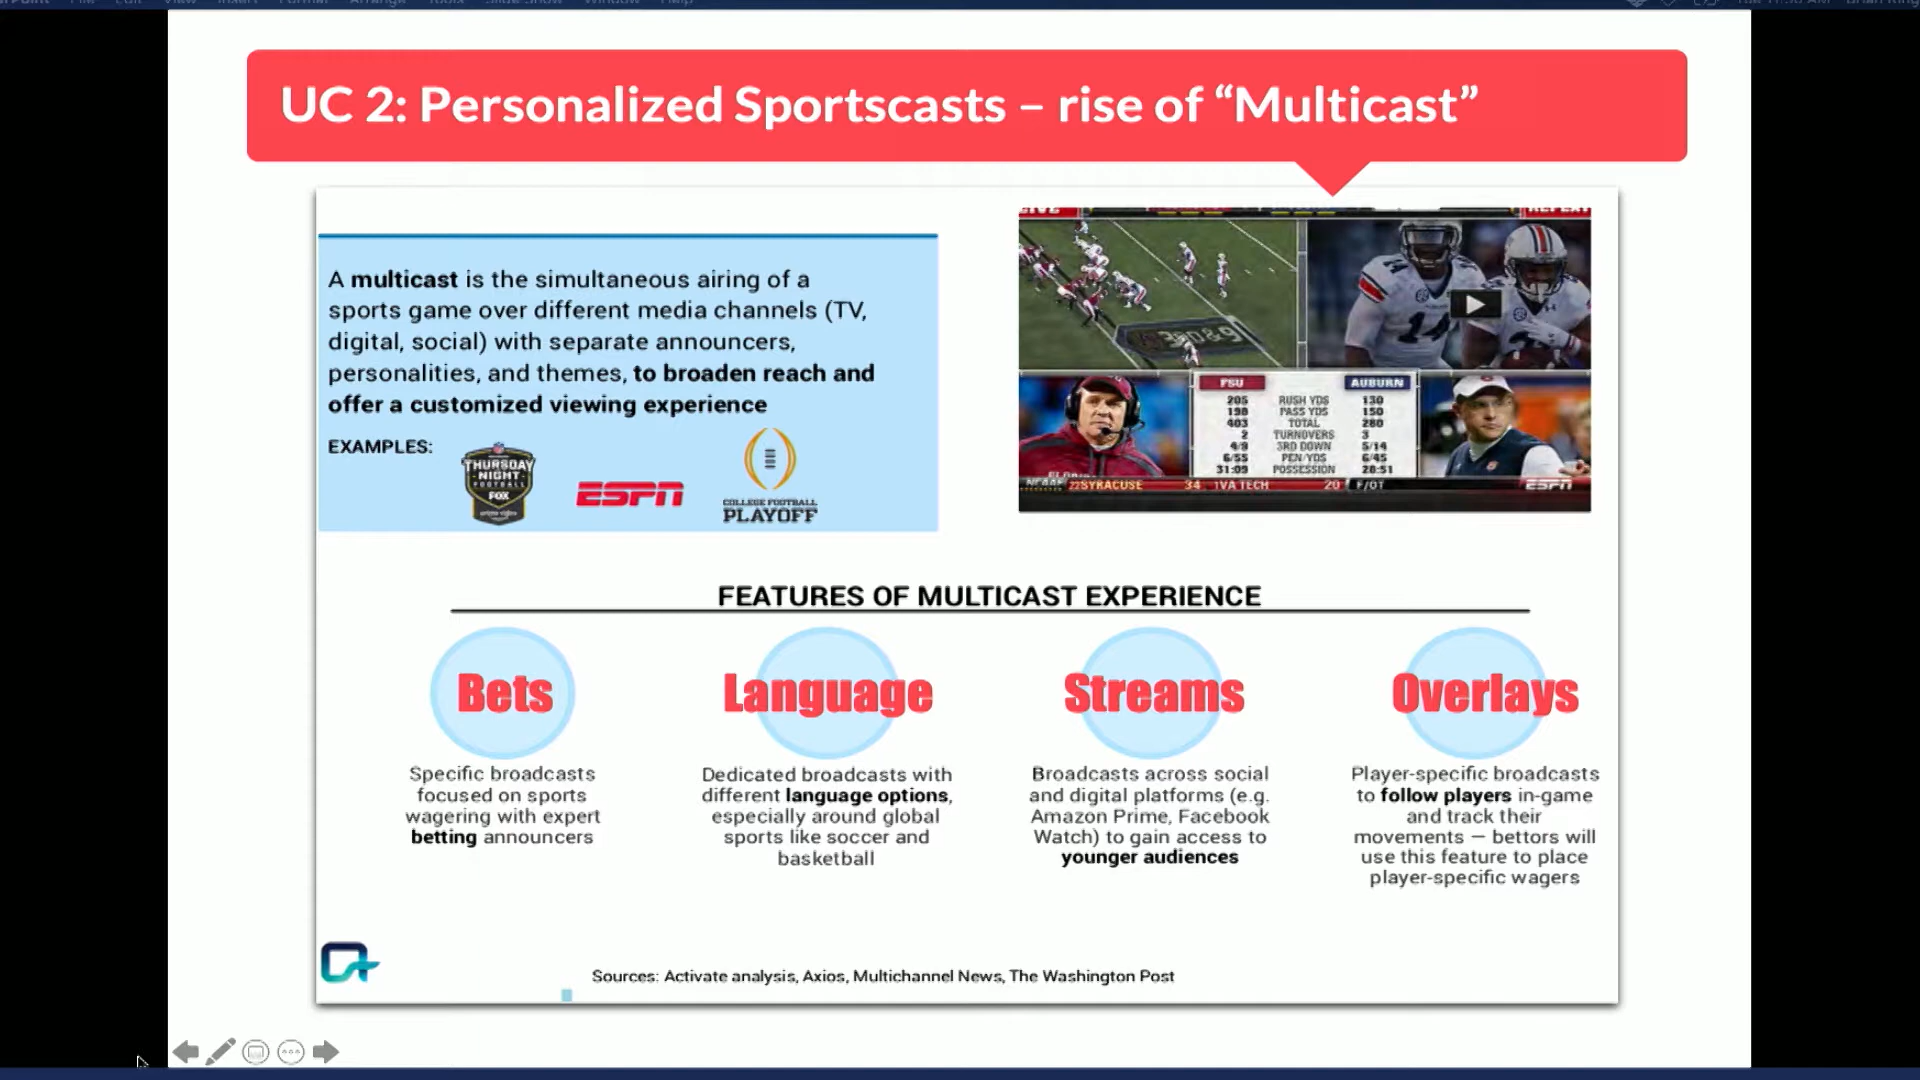 UC 2: Personalized Sportscasts – rise of “Multicast”
A multicast is the simultaneous airing of a
sports game over different media channels (TV,
digital, social) with separate announcers,
personalities, and themes, to broaden reach and
offer a customized viewing experience
EXAMPLES:
THURSDAY
NIGHT
FOOTBALL
FOX
prime video
ESPN
COLLEGE FOOTBALL
PLAYOFF
LIVE
3RD & 9
14
FSU AUBURN
205 RUSH YDS 130
198 PASS YDS 150
403 TOTAL 280
2 TURNOVERS 3
4/9 3RD DOWN 5/14
6/55 PEN/YDS 6/45
31:09 POSSESSION 28:51
22 SYRACUSE 34 VA TECH 20 F/OT ESPN
FEATURES OF MULTICAST EXPERIENCE
Bets
Specific broadcasts
focused on sports
wagering with expert
betting announcers
Language
Dedicated broadcasts with
different language options,
especially around global
sports like soccer and
basketball
Streams
Broadcasts across social
and digital platforms (e.g.
Amazon Prime, Facebook
Watch) to gain access to
younger audiences
Overlays
Player-specific broadcasts
to follow players in-game
and track their
movements — bettors will
use this feature to place
player-specific wagers
Sources: Activate analysis, Axios, Multichannel News, The Washington Post